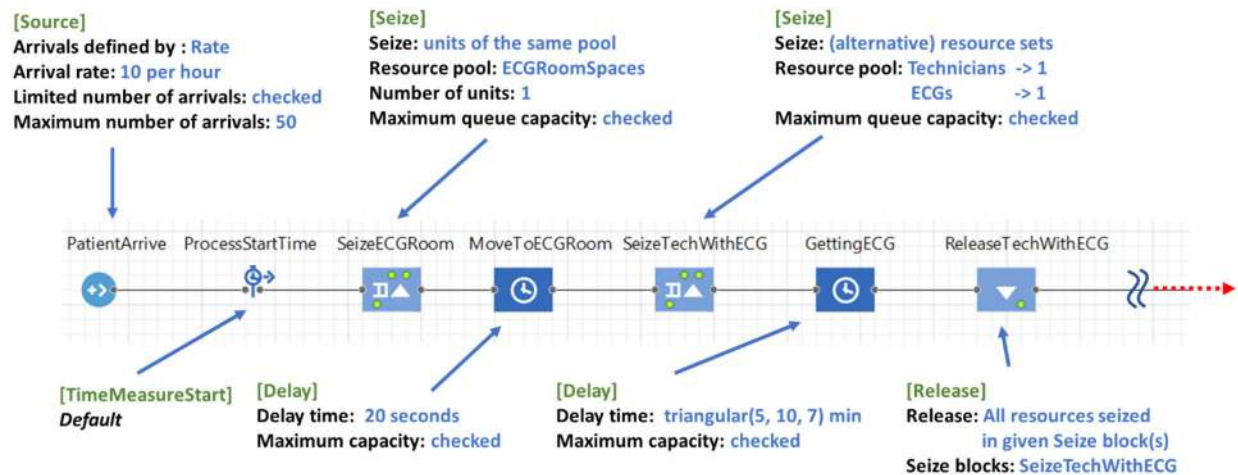 [Source]
Arrivals defined by : Rate
Arrival rate: 10 per hour
Limited number of arrivals: checked
Maximum number of arrivals: 50
[Seize]
Seize: units of the same pool
Resource pool: ECGRoomSpaces
Number of units: 1
Maximum queue capacity: checked
[Seize]
Seize: (alternative) resource sets
Resource pool: Technicians -> 1
ECGs -> 1
Maximum queue capacity: checked
PatientArrive ProcessStartTime SeizeECGRoom MoveToECGRoom SeizeTechWithECG GettingECG ReleaseTechWithECG
[TimeMeasureStart]
Default
[Delay]
Delay time: 20 seconds
Maximum capacity: checked
[Delay]
Delay time: triangular(5, 10, 7) min
Maximum capacity: checked
[Release]
Release: All resources seized
in given Seize block(s)
Seize blocks: SeizeTechWithECG